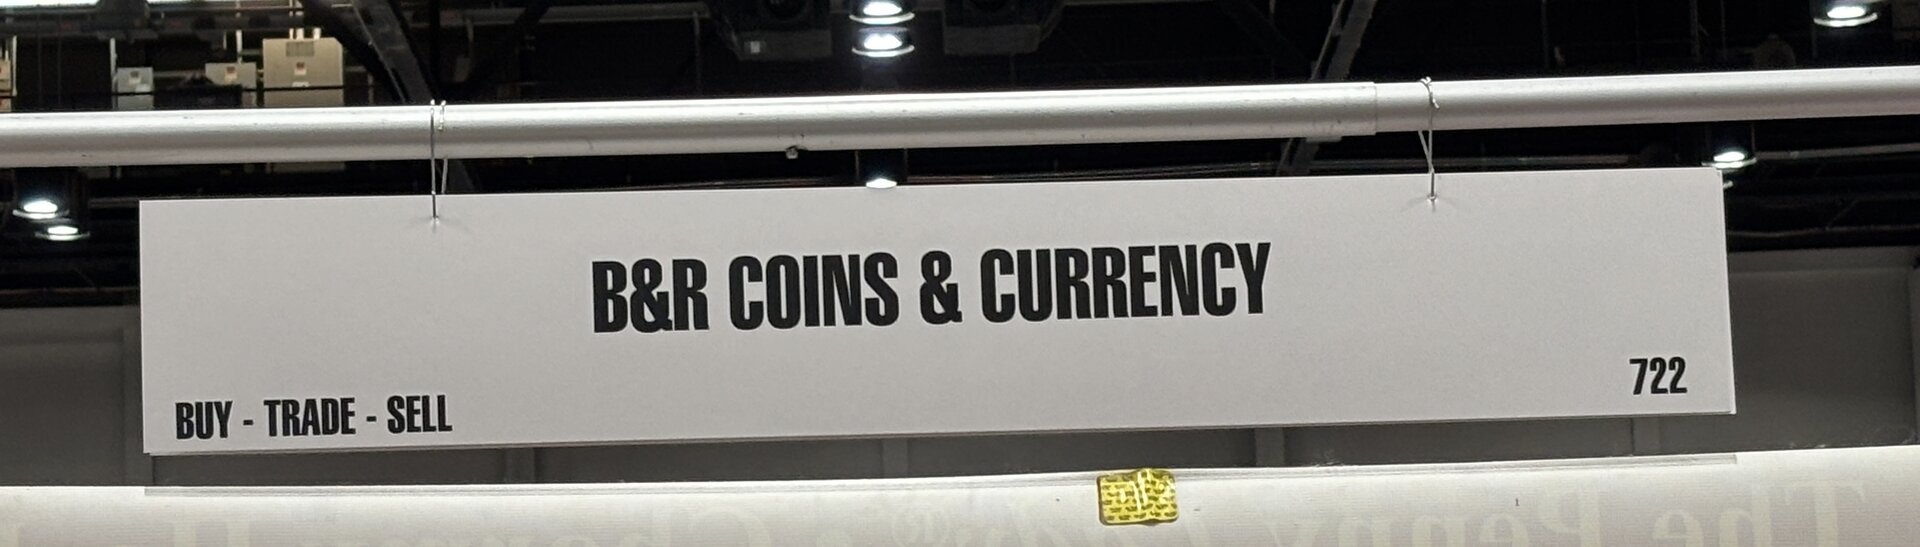 B&R COINS & CURRENCY
BUY - TRADE - SELL
722